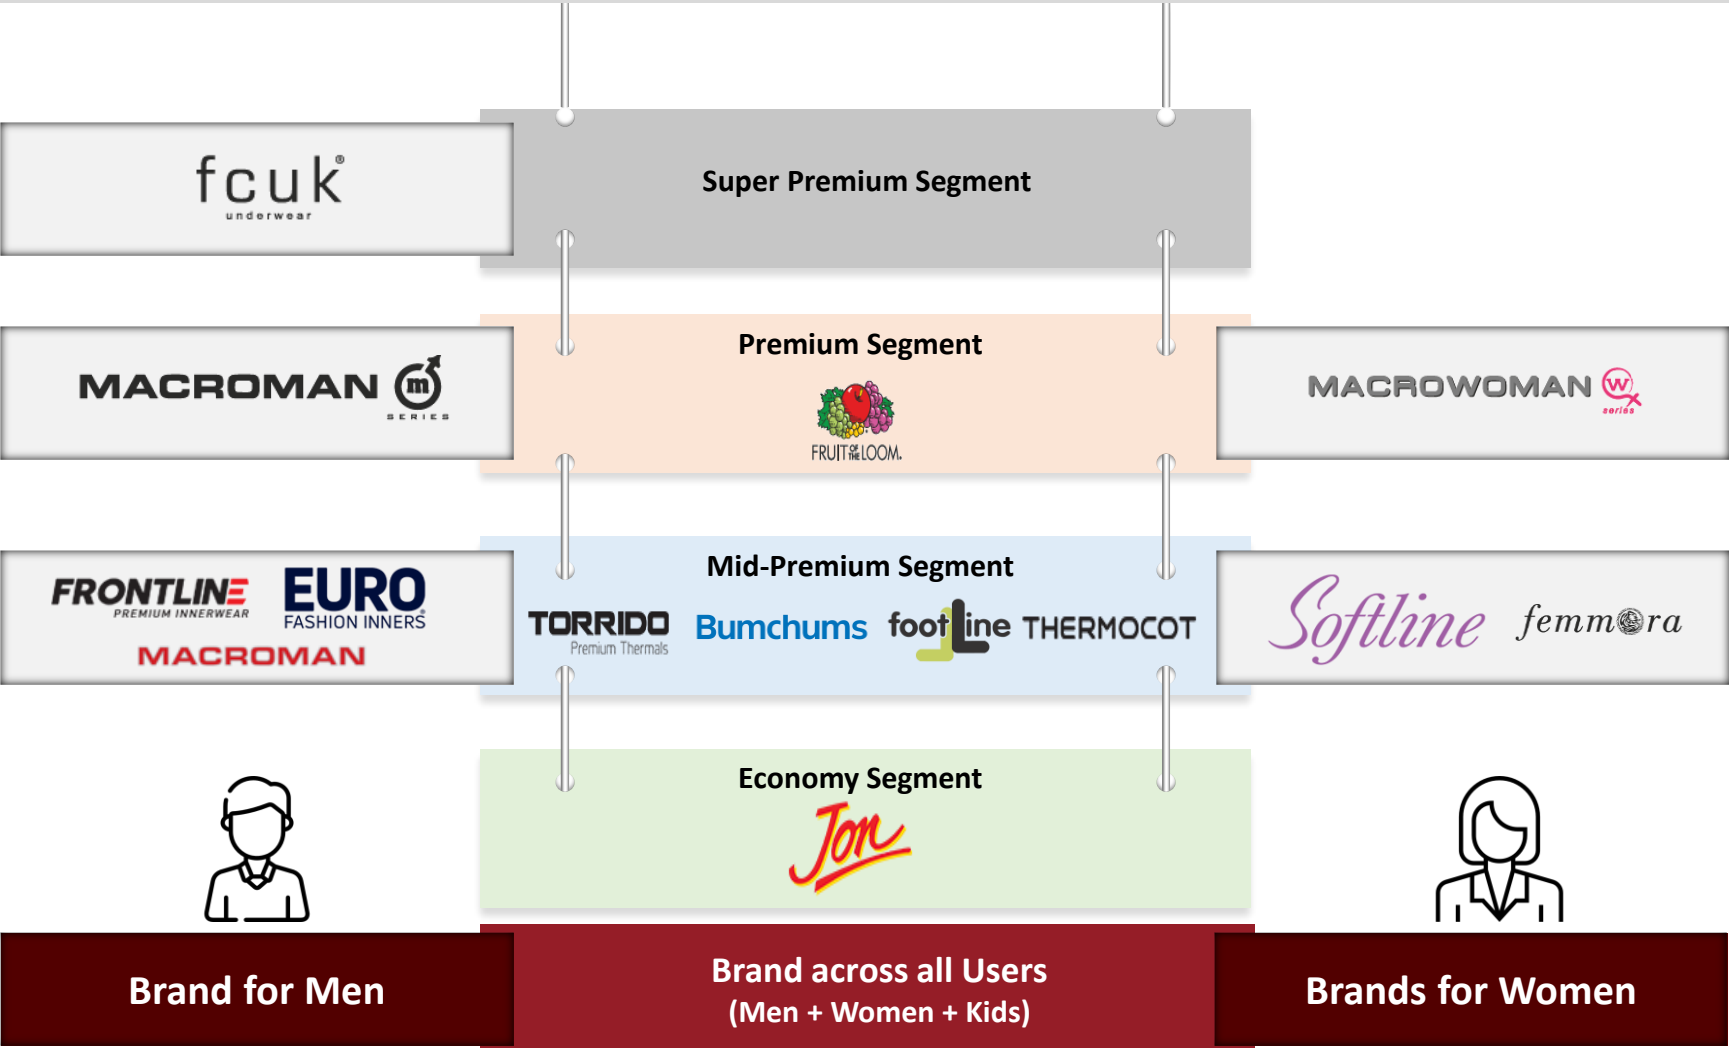 fcuk®
underwear
Super Premium Segment
MACROMAN m
SERIES
Premium Segment
FRUIT OF THE LOOM.
MACROWOMAN W
series
FRONTLINE
PREMIUM INNERWEAR
EURO
FASHION INNERS
MACROMAN
Mid-Premium Segment
TORRIDO
Premium Thermals
Bumchums
footLine
THERMOCOT
Softline
femmora
Economy Segment
Jon
Brand for Men
Brand across all Users
(Men + Women + Kids)
Brands for Women